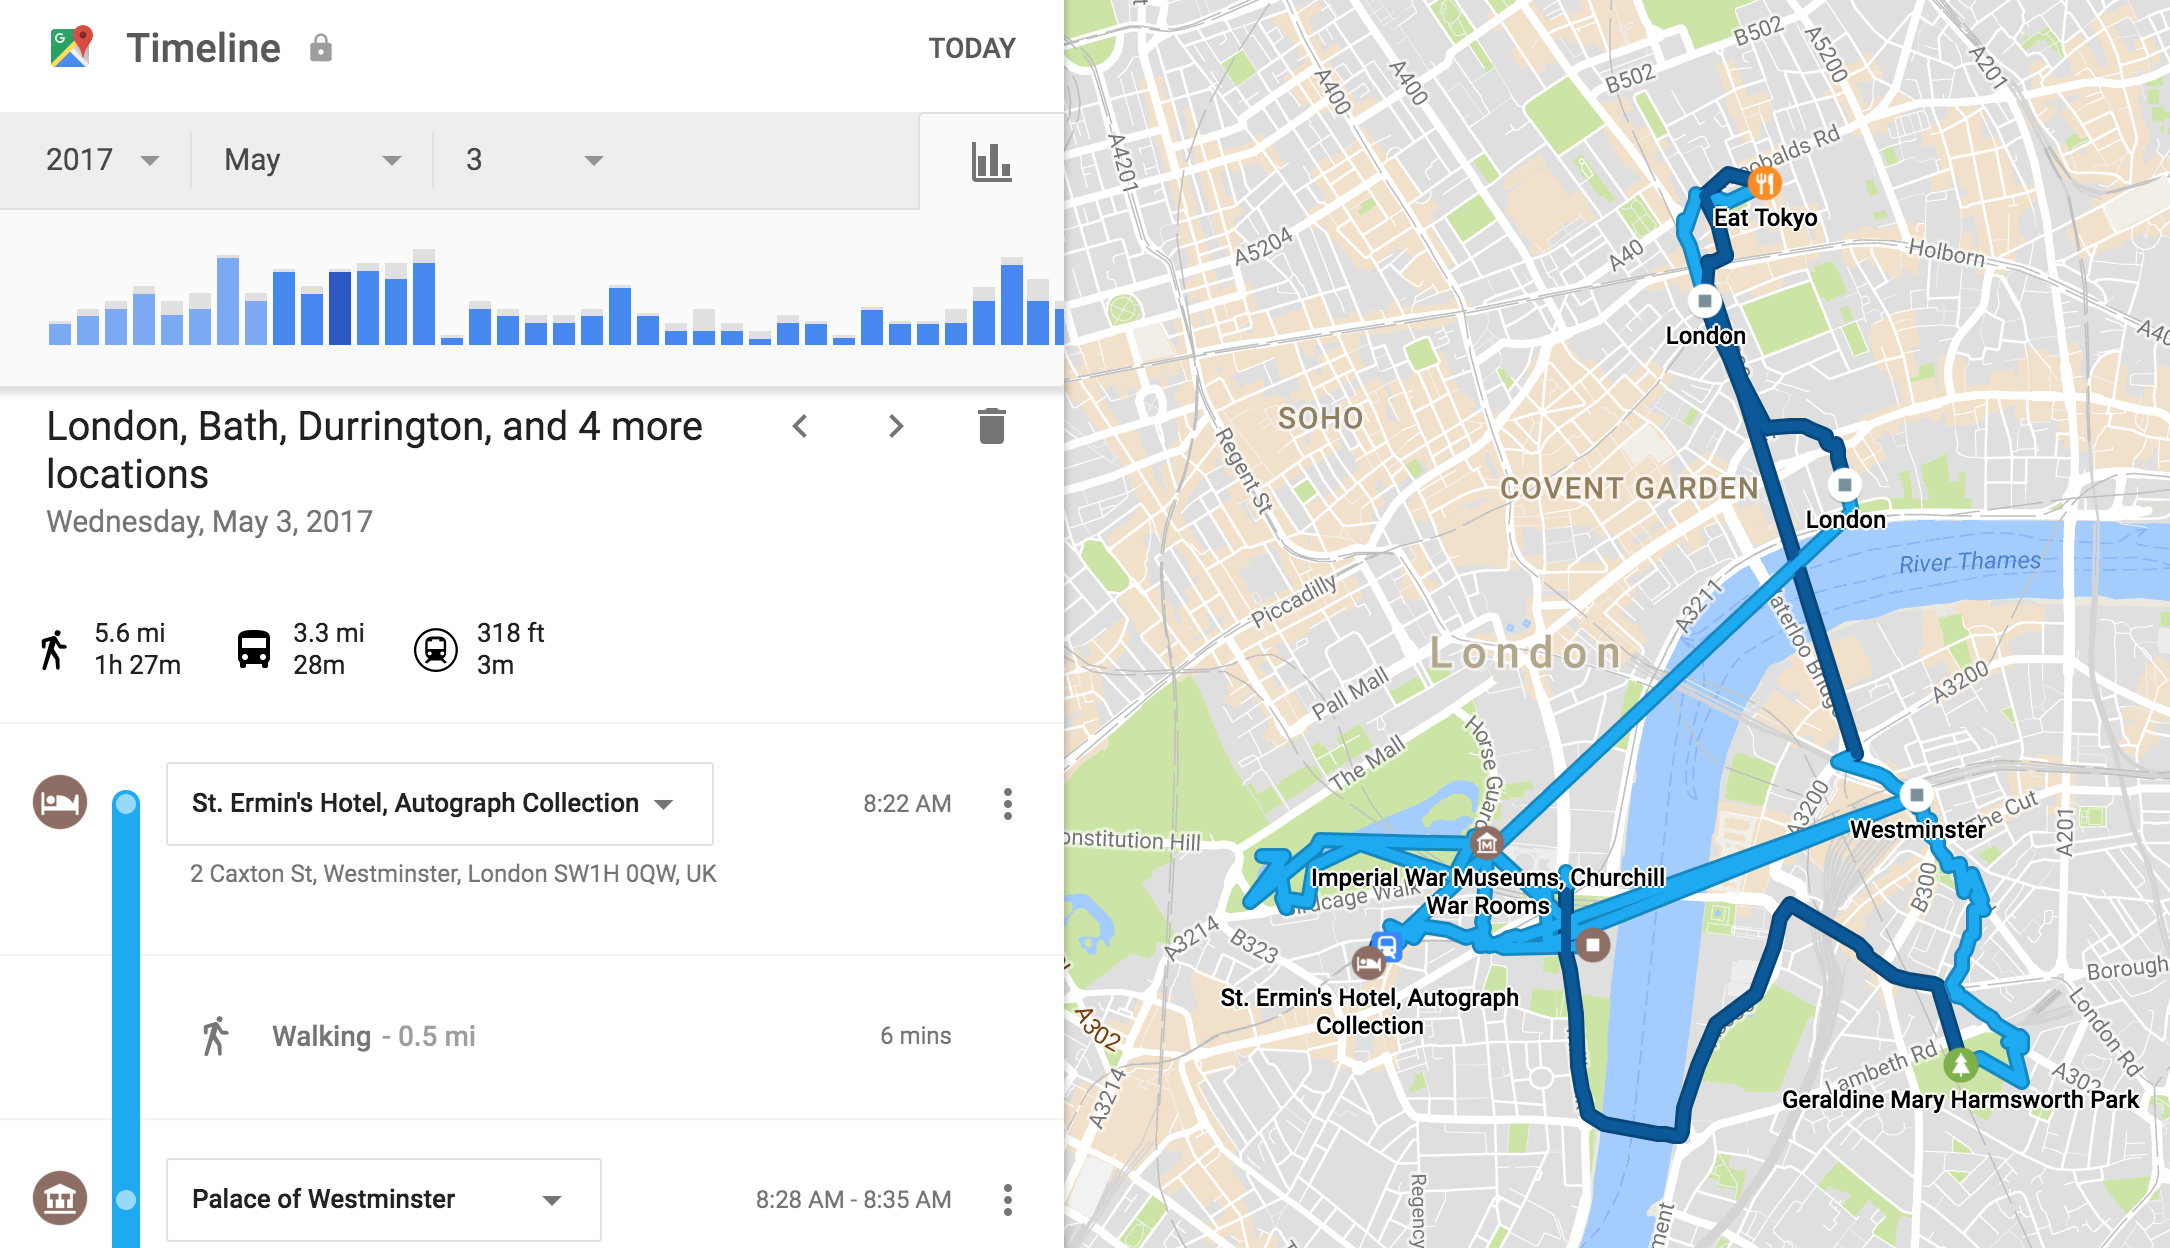 Timeline
TODAY
2017
May
3
London, Bath, Durrington, and 4 more
locations
Wednesday, May 3, 2017
5.6 mi
1h 27m
3.3 mi
28m
318 ft
3m
St. Ermin's Hotel, Autograph Collection
8:22 AM
2 Caxton St, Westminster, London SW1H 0QW, UK
Walking - 0.5 mi
6 mins
Palace of Westminster
8:28 AM - 8:35 AM
B502
A5200
A201
A400
A400
B502
A4201
obalds Rd
Eat Tokyo
A5204
A40
Holborn
London
A40
SOHO
Regent St
COVENT GARDEN
London
River Thames
Piccadilly
A3211
aterloo Bridge
London
Pall Mall
A3200
Horse Guard
The Mall
A3200
The Cut
A201
onstitution Hill
Westminster
Imperial War Museums, Churchill
War Rooms
dcage Walk
B300
A3214
B323
Borough
St. Ermin's Hotel, Autograph
Collection
A302
London Rd
Lambeth Rd
A302
A3214
Geraldine Mary Harmsworth Park
Regency
ment